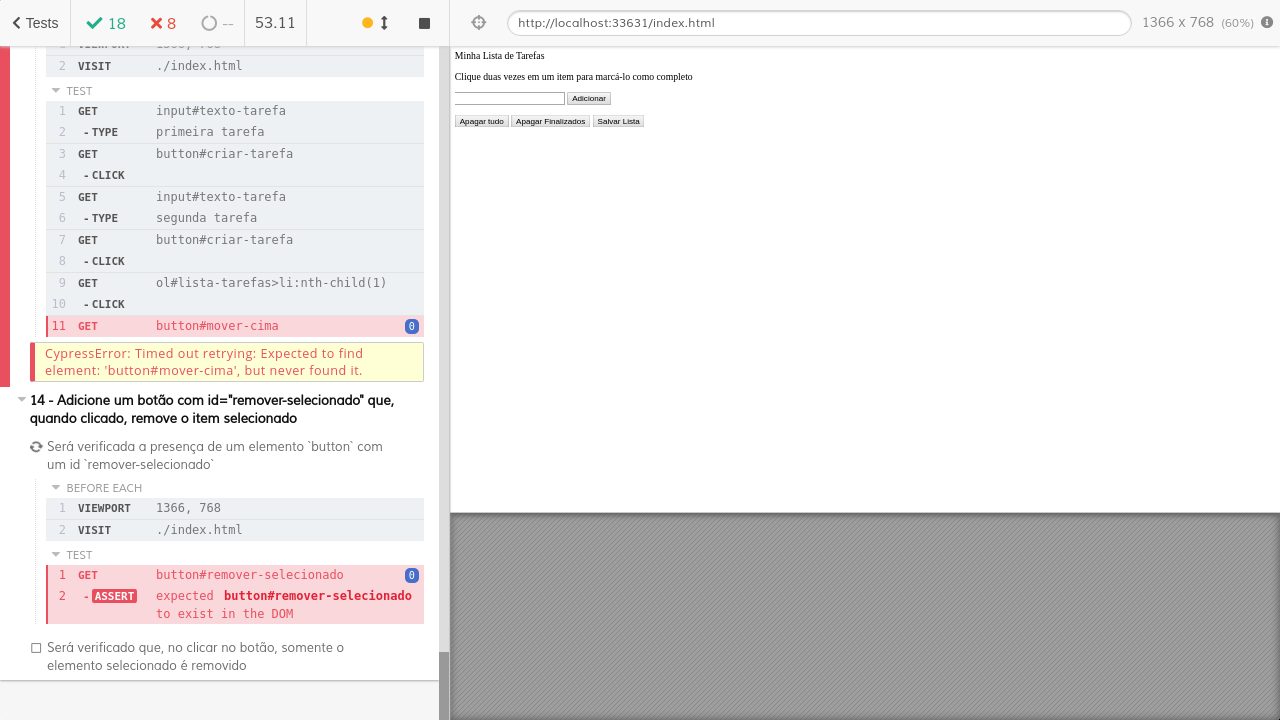 Tests 18 8 -- 53.11
1 VIEWPORT 1366, 768
2 VISIT ./index.html
TEST
1 GET input#texto-tarefa
2 -TYPE primeira tarefa
3 GET button#criar-tarefa
4 -CLICK
5 GET input#texto-tarefa
6 -TYPE segunda tarefa
7 GET button#criar-tarefa
8 -CLICK
9 GET ol#lista-tarefas>li:nth-child(1)
10 -CLICK
11 GET button#mover-cima 0
CypressError: Timed out retrying: Expected to find
element: 'button#mover-cima', but never found it.
14 - Adicione um botão com id="remover-selecionado" que,
quando clicado, remove o item selecionado
Será verificada a presença de um elemento `button` com
um id `remover-selecionado`
BEFORE EACH
1 VIEWPORT 1366, 768
2 VISIT ./index.html
TEST
1 GET button#remover-selecionado 0
2 -ASSERT expected button#remover-selecionado
to exist in the DOM
Será verificado que, no clicar no botão, somente o
elemento selecionado é removido
http://localhost:33631/index.html 1366 x 768 (60%)
Minha Lista de Tarefas
Clique duas vezes em um item para marcá-lo como completo
Adicionar
Apagar tudo Apagar Finalizados Salvar Lista